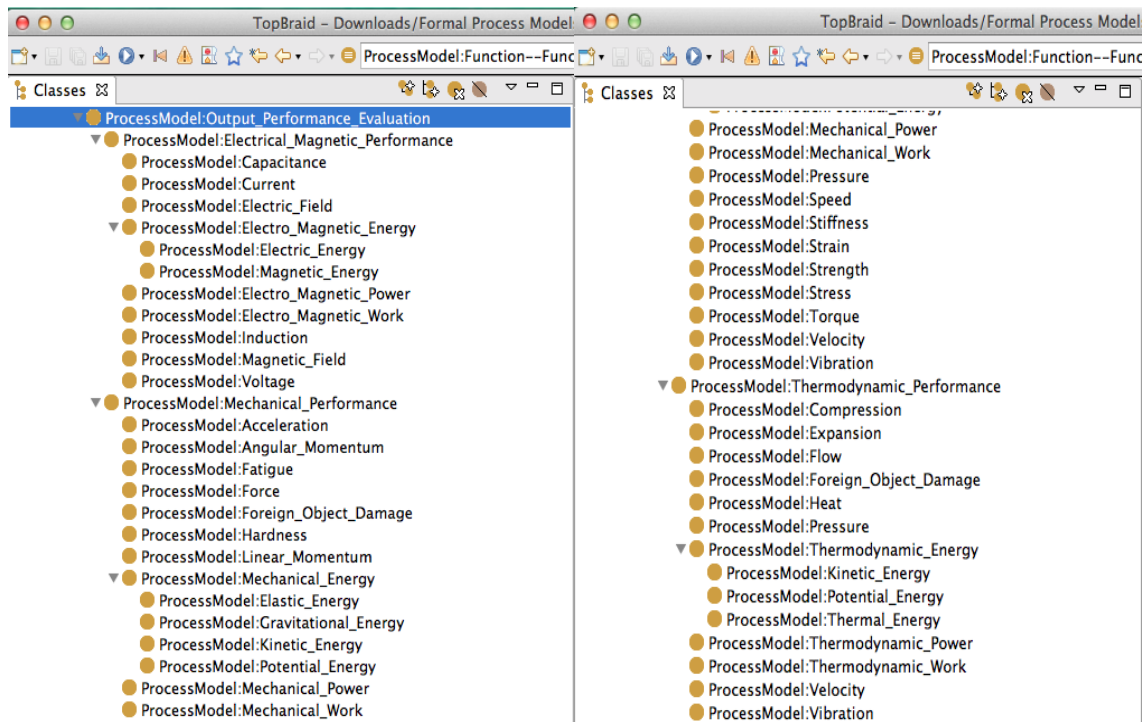 TopBraid – Downloads/Formal Process Model:
ProcessModel:Function--Func
Classes
ProcessModel:Output_Performance_Evaluation
ProcessModel:Electrical_Magnetic_Performance
ProcessModel:Capacitance
ProcessModel:Current
ProcessModel:Electric_Field
ProcessModel:Electro_Magnetic_Energy
ProcessModel:Electric_Energy
ProcessModel:Magnetic_Energy
ProcessModel:Electro_Magnetic_Power
ProcessModel:Electro_Magnetic_Work
ProcessModel:Induction
ProcessModel:Magnetic_Field
ProcessModel:Voltage
ProcessModel:Mechanical_Performance
ProcessModel:Acceleration
ProcessModel:Angular_Momentum
ProcessModel:Fatigue
ProcessModel:Force
ProcessModel:Foreign_Object_Damage
ProcessModel:Hardness
ProcessModel:Linear_Momentum
ProcessModel:Mechanical_Energy
ProcessModel:Elastic_Energy
ProcessModel:Gravitational_Energy
ProcessModel:Kinetic_Energy
ProcessModel:Potential_Energy
ProcessModel:Mechanical_Power
ProcessModel:Mechanical_Work
TopBraid – Downloads/Formal Process Model
ProcessModel:Function--Func
Classes
ProcessModel:Mechanical_Power
ProcessModel:Mechanical_Work
ProcessModel:Pressure
ProcessModel:Speed
ProcessModel:Stiffness
ProcessModel:Strain
ProcessModel:Strength
ProcessModel:Stress
ProcessModel:Torque
ProcessModel:Velocity
ProcessModel:Vibration
ProcessModel:Thermodynamic_Performance
ProcessModel:Compression
ProcessModel:Expansion
ProcessModel:Flow
ProcessModel:Foreign_Object_Damage
ProcessModel:Heat
ProcessModel:Pressure
ProcessModel:Thermodynamic_Energy
ProcessModel:Kinetic_Energy
ProcessModel:Potential_Energy
ProcessModel:Thermal_Energy
ProcessModel:Thermodynamic_Power
ProcessModel:Thermodynamic_Work
ProcessModel:Velocity
ProcessModel:Vibration